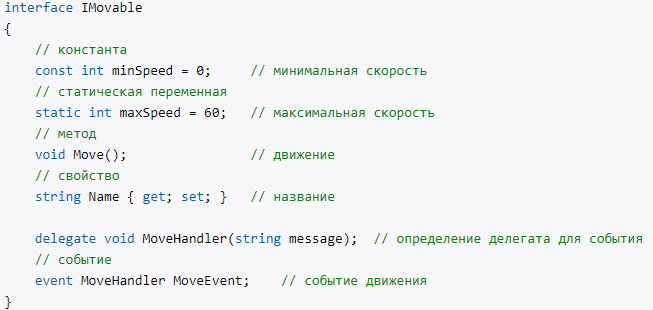 interface IMovable
{
    // константа
    const int minSpeed = 0;     // минимальная скорость
    // статическая переменная
    static int maxSpeed = 60;   // максимальная скорость
    // метод
    void Move();                // движение
    // свойство
    string Name { get; set; }   // название

    delegate void MoveHandler(string message);  // определение делегата для события
    // событие
    event MoveHandler MoveEvent;    // событие движения
}